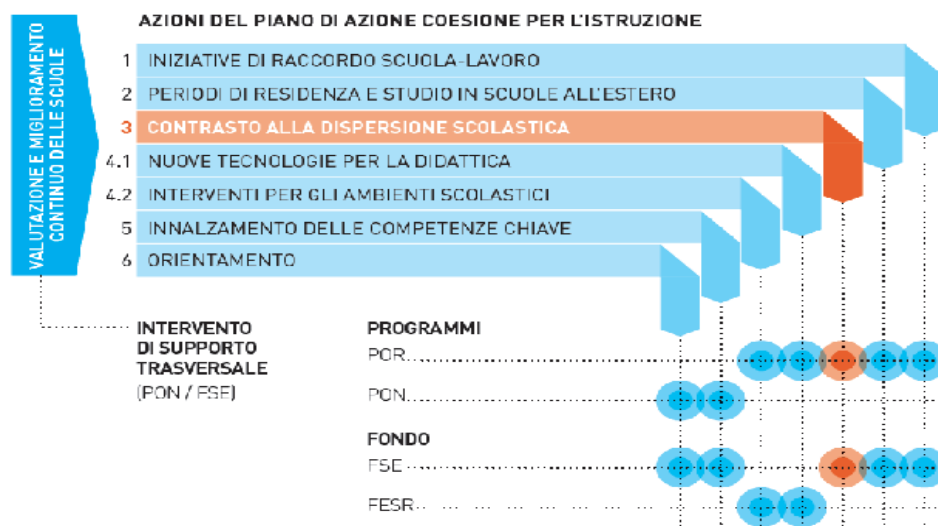 AZIONI DEL PIANO DI AZIONE COESIONE PER L'ISTRUZIONE
VALUTAZIONE E MIGLIORAMENTO
CONTINUO DELLE SCUOLE
1 INIZIATIVE DI RACCORDO SCUOLA-LAVORO
2 PERIODI DI RESIDENZA E STUDIO IN SCUOLE ALL'ESTERO
3 CONTRASTO ALLA DISPERSIONE SCOLASTICA
4.1 NUOVE TECNOLOGIE PER LA DIDATTICA
4.2 INTERVENTI PER GLI AMBIENTI SCOLASTICI
5 INNALZAMENTO DELLE COMPETENZE CHIAVE
6 ORIENTAMENTO
INTERVENTO
DI SUPPORTO
TRASVERSALE
(PON / FSE)
PROGRAMMI
POR
PON
FONDO
FSE
FESR